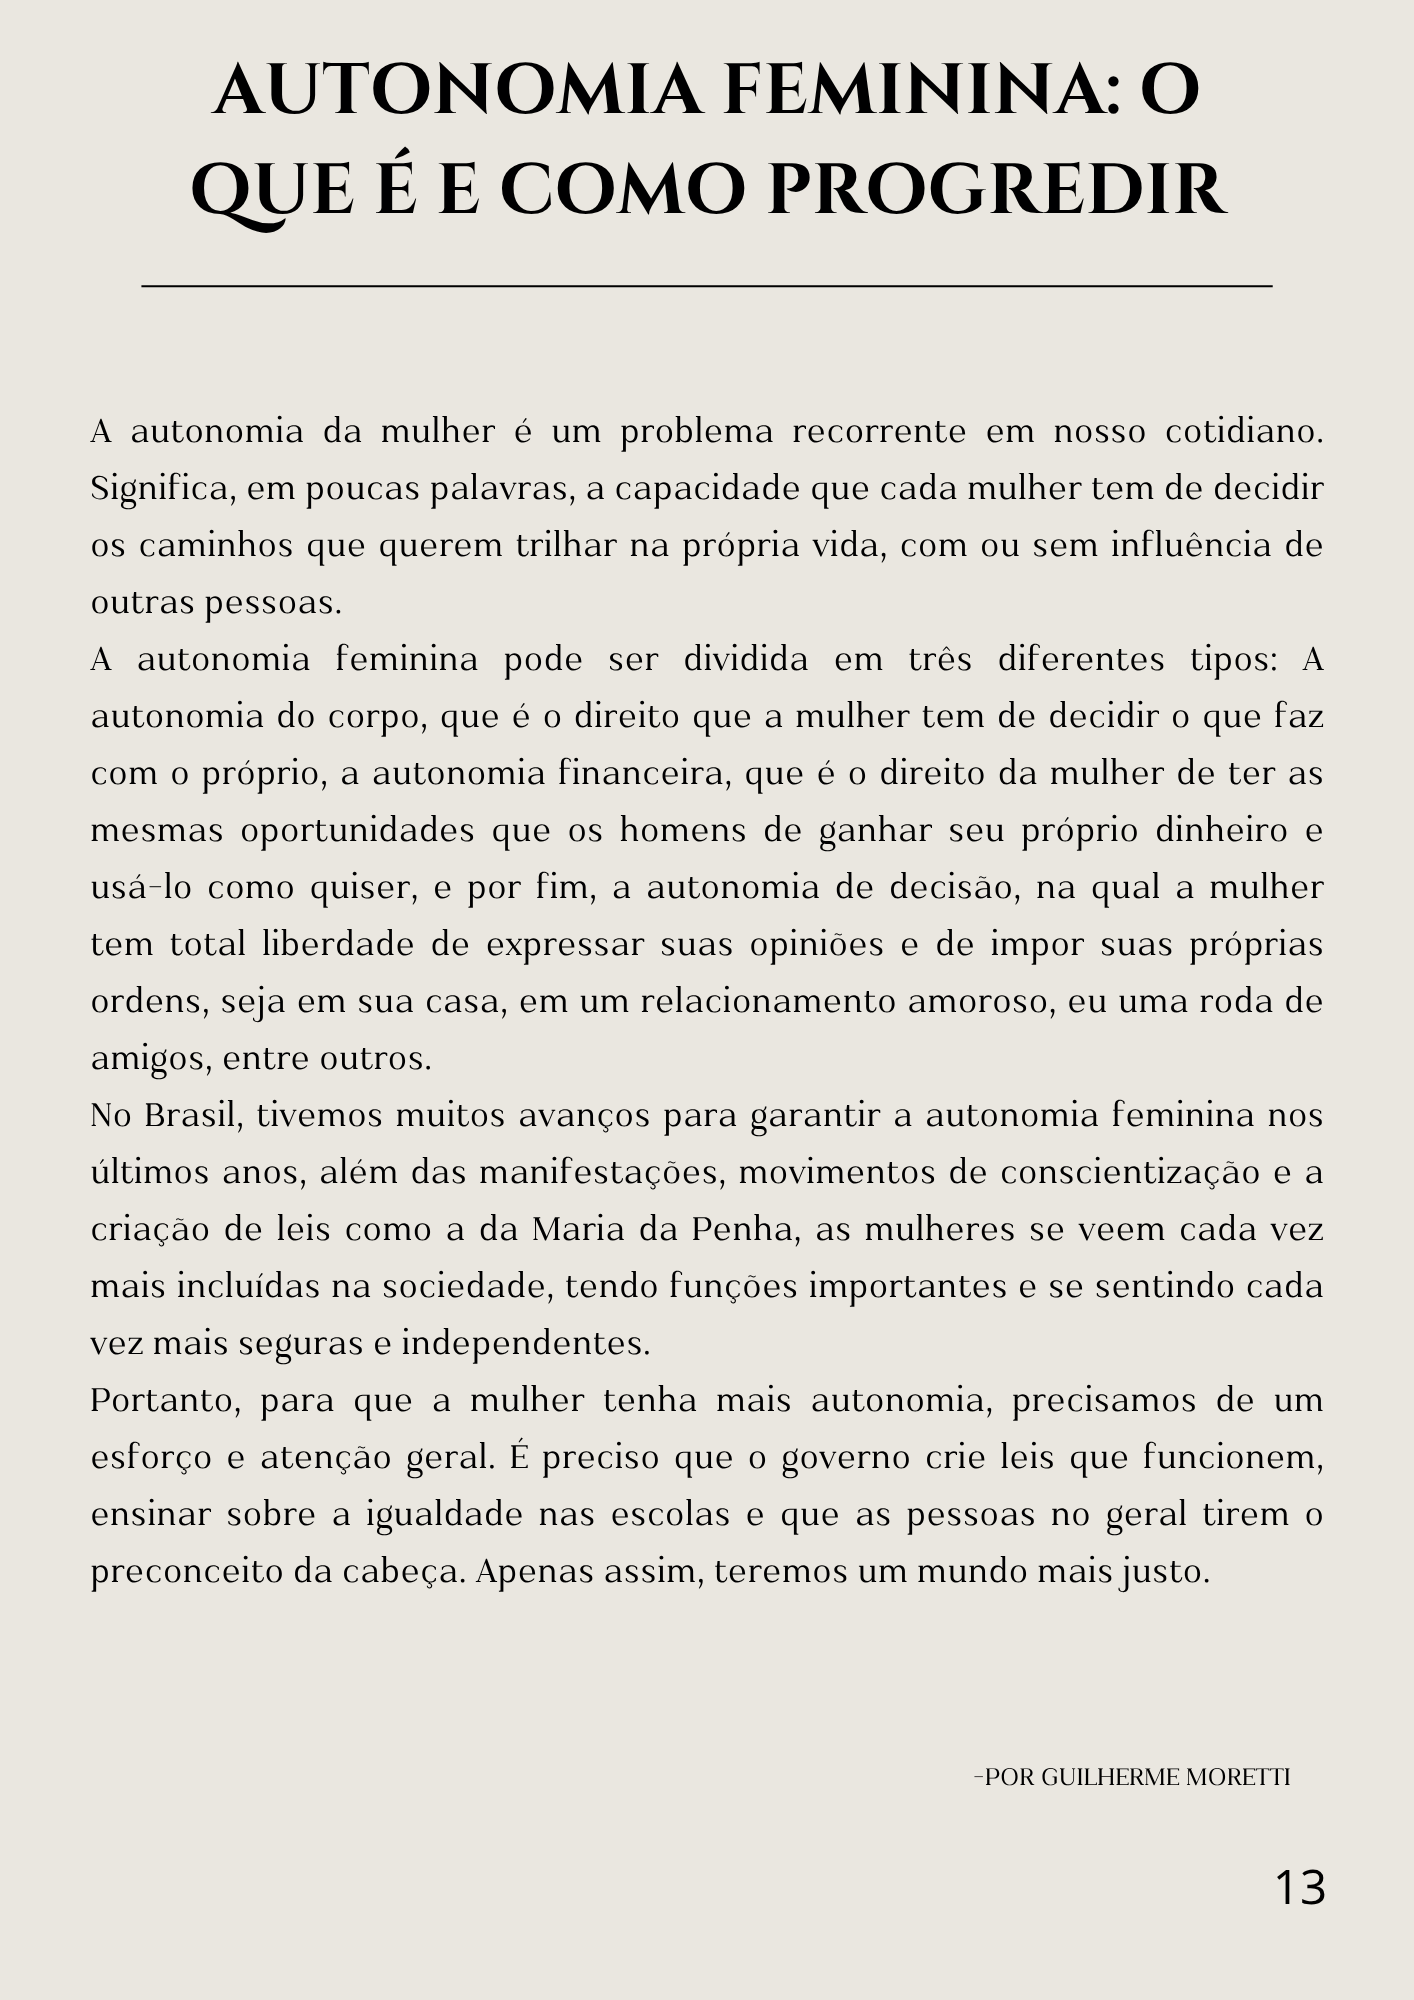 AUTONOMIA FEMININA: O
QUE É E COMO PROGREDIR
A autonomia da mulher é um problema recorrente em nosso cotidiano.
Significa, em poucas palavras, a capacidade que cada mulher tem de decidir
os caminhos que querem trilhar na própria vida, com ou sem influência de
outras pessoas.
A autonomia feminina pode ser dividida em três diferentes tipos: A
autonomia do corpo, que é o direito que a mulher tem de decidir o que faz
com o próprio, a autonomia financeira, que é o direito da mulher de ter as
mesmas oportunidades que os homens de ganhar seu próprio dinheiro e
usá-lo como quiser, e por fim, a autonomia de decisão, na qual a mulher
tem total liberdade de expressar suas opiniões e de impor suas próprias
ordens, seja em sua casa, em um relacionamento amoroso, eu uma roda de
amigos, entre outros.
No Brasil, tivemos muitos avanços para garantir a autonomia feminina nos
últimos anos, além das manifestações, movimentos de conscientização e a
criação de leis como a da Maria da Penha, as mulheres se veem cada vez
mais incluídas na sociedade, tendo funções importantes e se sentindo cada
vez mais seguras e independentes.
Portanto, para que a mulher tenha mais autonomia, precisamos de um
esforço e atenção geral. É preciso que o governo crie leis que funcionem,
ensinar sobre a igualdade nas escolas e que as pessoas no geral tirem o
preconceito da cabeça. Apenas assim, teremos um mundo mais justo.
-POR GUILHERME MORETTI
13